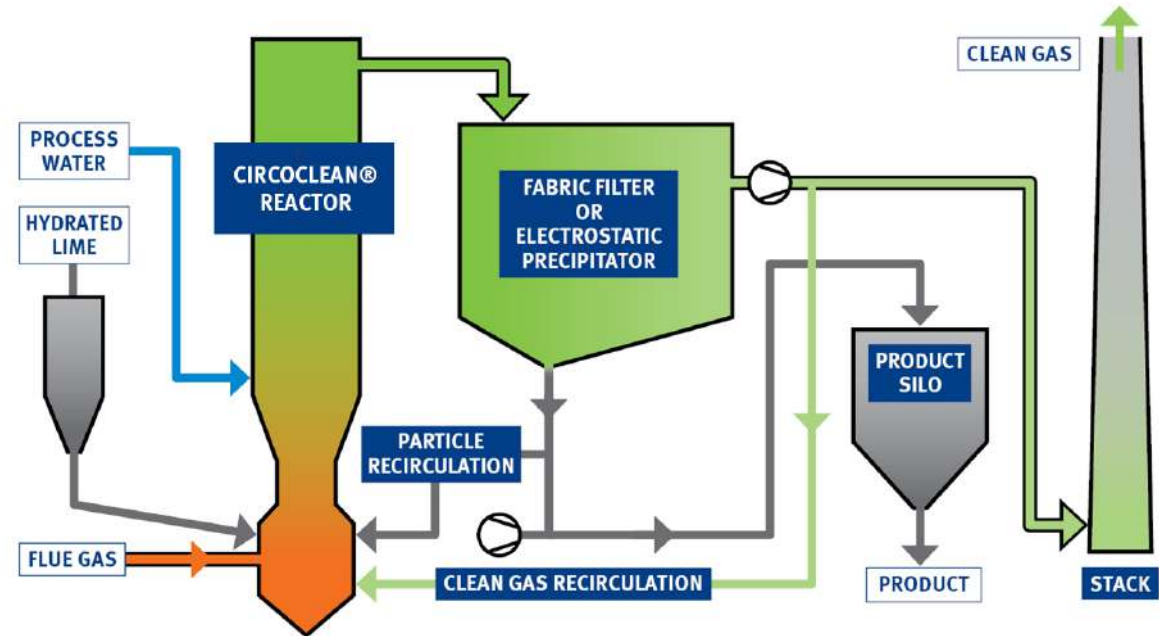 CLEAN GAS
PROCESS
WATER
CIRCOCLEAN®
REACTOR
FABRIC FILTER
OR
ELECTROSTATIC
PRECIPITATOR
HYDRATED
LIME
PRODUCT
SILO
PARTICLE
RECIRCULATION
FLUE GAS
CLEAN GAS RECIRCULATION
PRODUCT
STACK